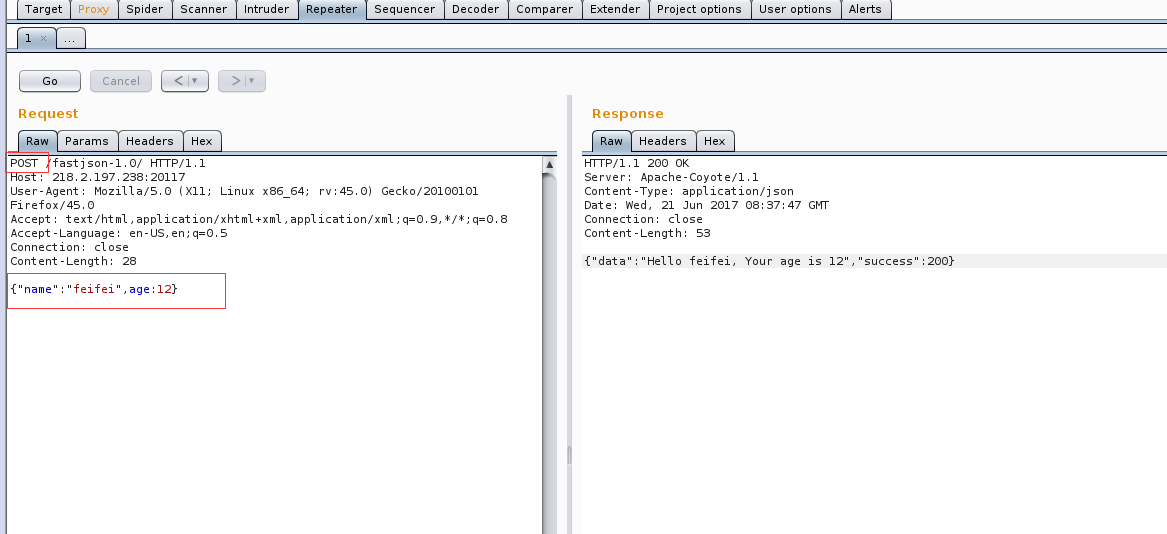 Target Proxy Spider Scanner Intruder Repeater Sequencer Decoder Comparer Extender Project options User options Alerts
1 × ...
Go Cancel < ▼ > ▼
Request
Raw Params Headers Hex
POST /fastjson-1.0/ HTTP/1.1
Host: 218.2.197.238:20117
User-Agent: Mozilla/5.0 (X11; Linux x86_64; rv:45.0) Gecko/20100101
Firefox/45.0
Accept: text/html,application/xhtml+xml,application/xml;q=0.9,*/*;q=0.8
Accept-Language: en-US,en;q=0.5
Connection: close
Content-Length: 28
{"name":"feifei",age:12}
Response
Raw Headers Hex
HTTP/1.1 200 OK
Server: Apache-Coyote/1.1
Content-Type: application/json
Date: Wed, 21 Jun 2017 08:37:47 GMT
Connection: close
Content-Length: 53
{"data":"Hello feifei, Your age is 12","success":200}